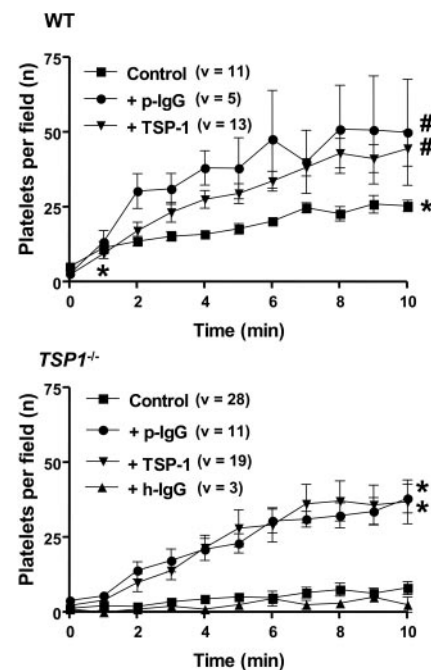 WT
Platelets per field (n)
75
50
25
0
Control (v = 11)
+ p-IgG (v = 5)
+ TSP-1 (v = 13)
#
#
*
*
0 2 4 6 8 10
Time (min)
TSP1-/-
Platelets per field (n)
75
50
25
0
Control (v = 28)
+ p-IgG (v = 11)
+ TSP-1 (v = 19)
+ h-IgG (v = 3)
*
*
0 2 4 6 8 10
Time (min)